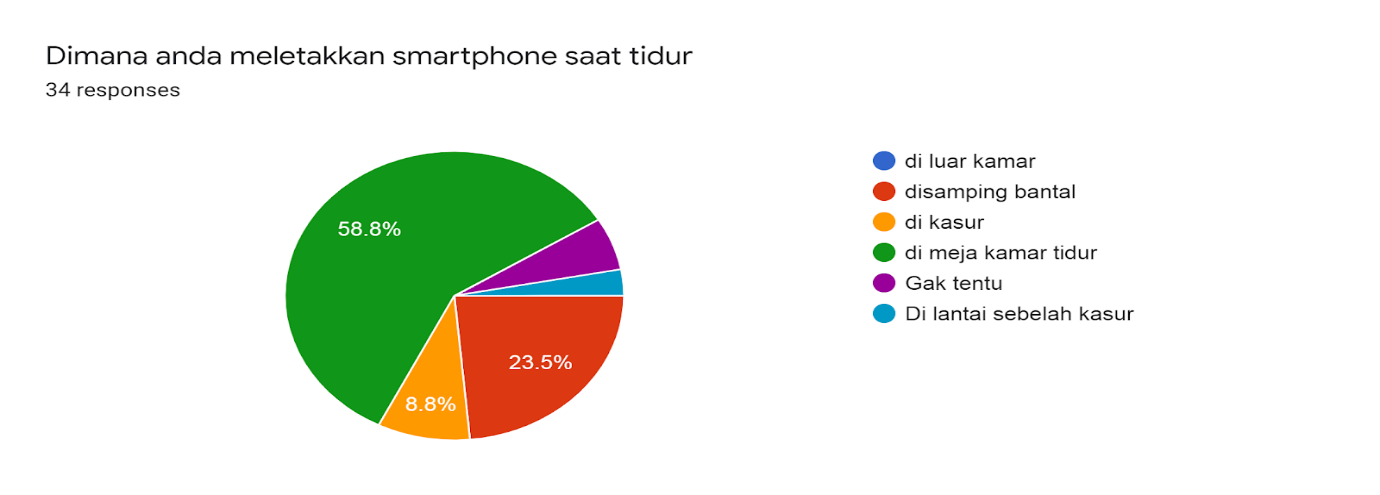 Dimana anda meletakkan smartphone saat tidur
34 responses
58.8%
23.5%
8.8%
di luar kamar
disamping bantal
di kasur
di meja kamar tidur
Gak tentu
Di lantai sebelah kasur